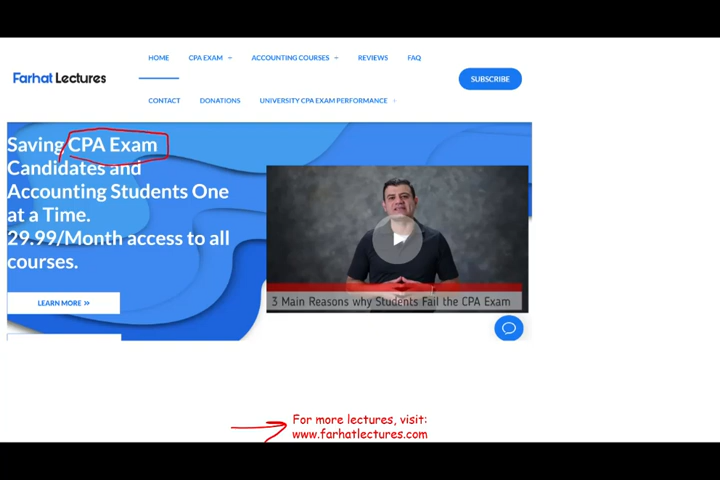 HOME CPA EXAM ACCOUNTING COURSES REVIEWS FAQ
Farhat Lectures
SUBSCRIBE
CONTACT DONATIONS UNIVERSITY CPA EXAM PERFORMANCE
Saving CPA Exam
Candidates and
Accounting Students One
at a Time.
29.99/Month access to all
courses.
LEARN MORE »
3 Main Reasons why Students Fail the CPA Exam
For more lectures, visit:
www.farhatlectures.com